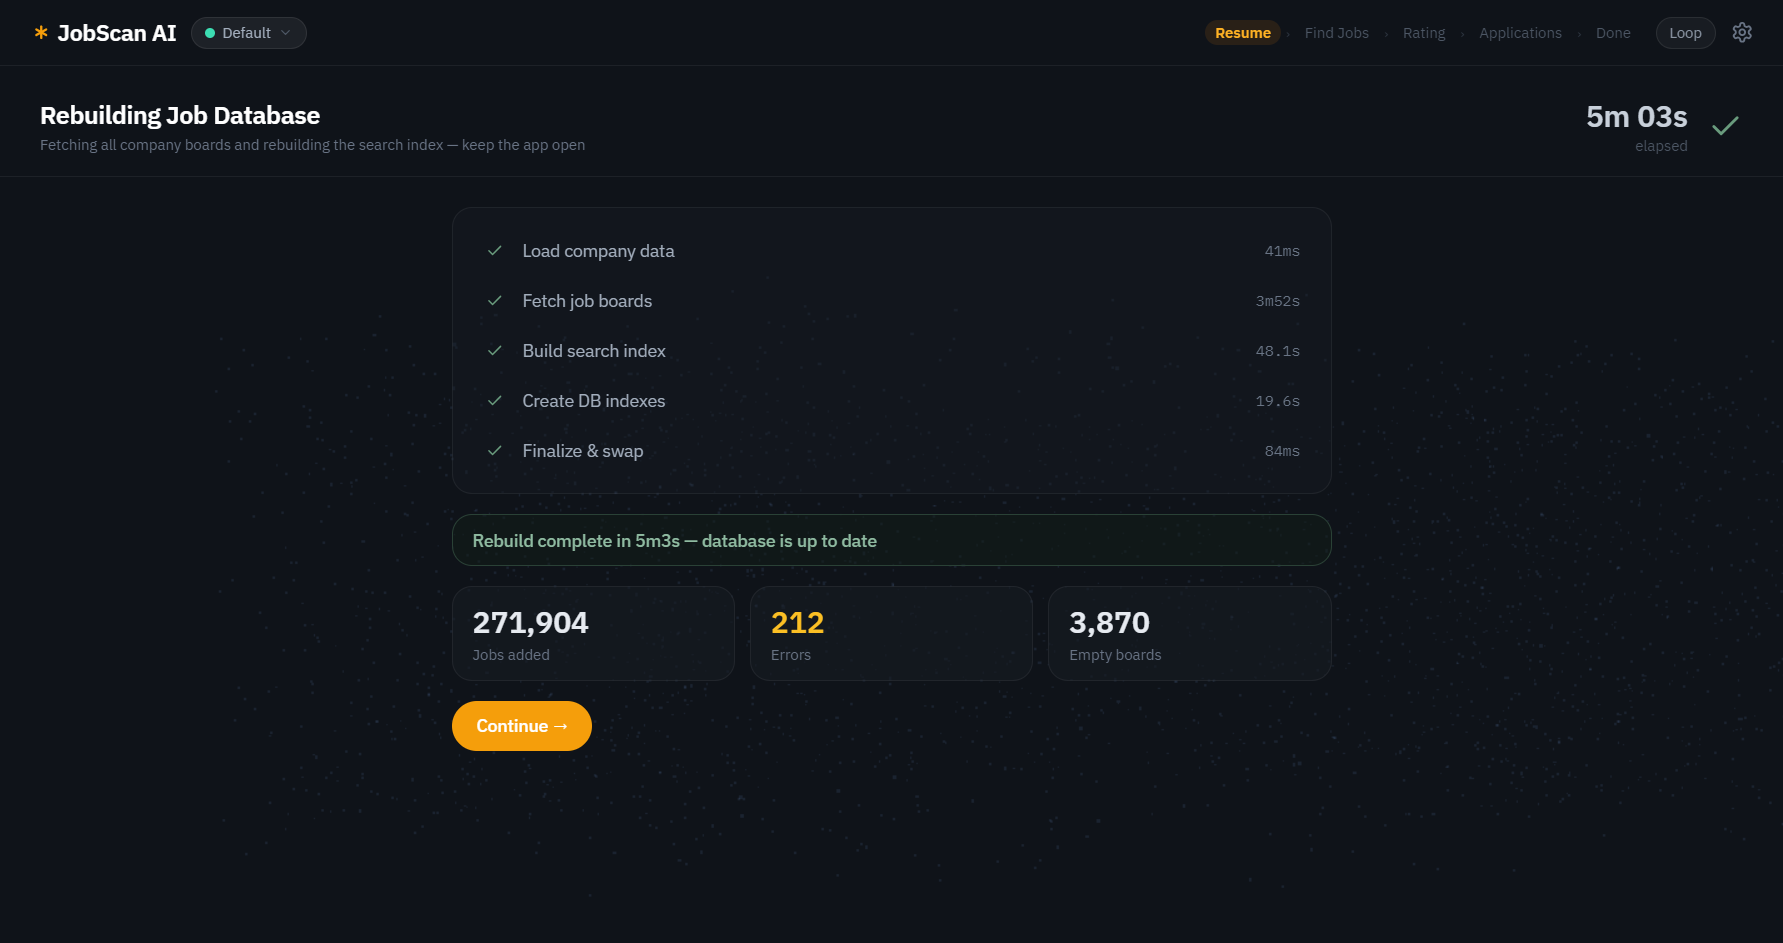 JobScan AI
Default
Resume › Find Jobs › Rating › Applications › Done
Loop
Rebuilding Job Database
Fetching all company boards and rebuilding the search index — keep the app open
5m 03s
elapsed
Load company data 41ms
Fetch job boards 3m52s
Build search index 48.1s
Create DB indexes 19.6s
Finalize & swap 84ms
Rebuild complete in 5m3s — database is up to date
271,904
Jobs added
212
Errors
3,870
Empty boards
Continue →